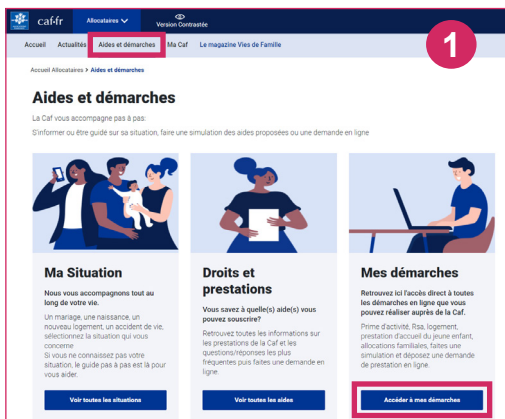 caf·fr
Allocataires
Version Contrastée
Accueil Actualités Aides et démarches Ma Caf Le magazine Vies de Famille
1
Accueil Allocataires > Aides et démarches
Aides et démarches
La Caf vous accompagne pas à pas:
S'informer ou être guidé sur sa situation, faire une simulation des aides proposées ou une demande en ligne
Ma Situation
Nous vous accompagnons tout au
long de votre vie.
Un mariage, une naissance, un
nouveau logement, un accident de vie,
sélectionnez la situation qui vous
concerne
Si vous ne connaissez pas votre
situation, le guide pas à pas est là pour
vous aider.
Voir toutes les situations
Droits et
prestations
Vous savez à quelle(s) aide(s) vous
pouvez souscrire?
Retrouvez toutes les informations sur
les prestations de la Caf et les
questions/réponses les plus
fréquentes puis faites une demande en
ligne.
Voir toutes les aides
Mes démarches
Retrouvez ici l'accès direct à toutes
les démarches en ligne que vous
pouvez réaliser auprès de la Caf.
Prime d'activité, Rsa, logement,
prestation d'accueil du jeune enfant,
allocations familiales, faites une
simulation et déposez une demande
de prestation en ligne.
Accéder à mes démarches